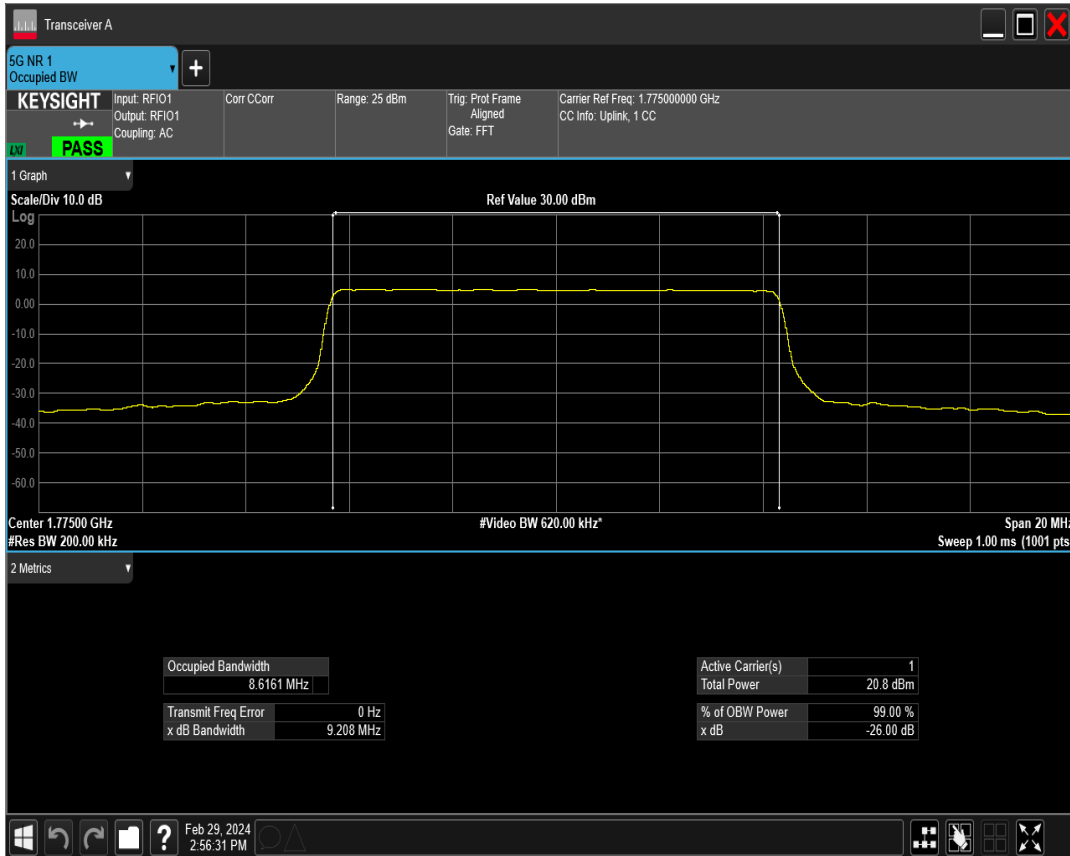 Transceiver A
5G NR 1
Occupied BW
+
KEYSIGHT
LXI
PASS
Input: RFIO1
Output: RFIO1
Coupling: AC
Corr CCorr
Range: 25 dBm
Trig: Prot Frame
Aligned
Gate: FFT
Carrier Ref Freq: 1.775000000 GHz
CC Info: Uplink, 1 CC
1 Graph
Scale/Div 10.0 dB
Ref Value 30.00 dBm
Log
20.0
10.0
0.00
-10.0
-20.0
-30.0
-40.0
-50.0
-60.0
Center 1.77500 GHz
#Video BW 620.00 kHz*
Span 20 MHz
#Res BW 200.00 kHz
Sweep 1.00 ms (1001 pts
2 Metrics
Occupied Bandwidth
8.6161 MHz
Transmit Freq Error 0 Hz
x dB Bandwidth 9.208 MHz
Active Carrier(s) 1
Total Power 20.8 dBm
% of OBW Power 99.00 %
x dB -26.00 dB
?
Feb 29, 2024
2:56:31 PM